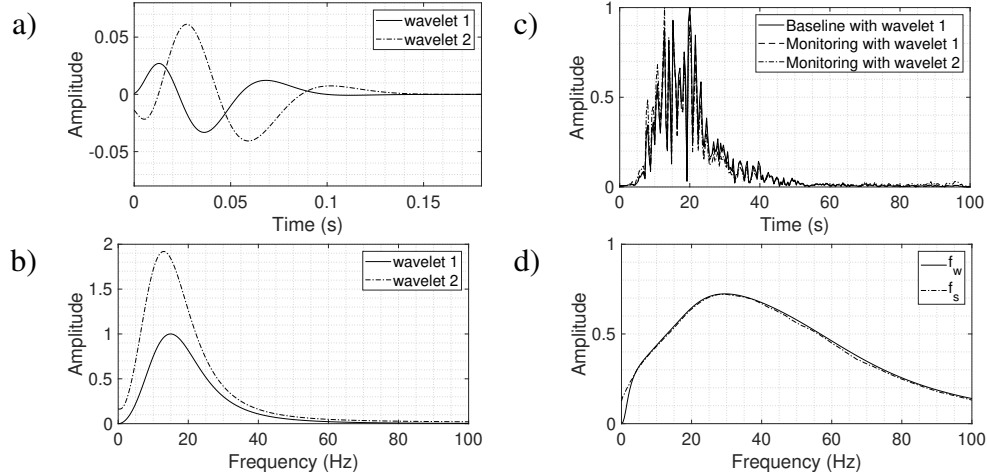 a)
wavelet 1
wavelet 2
0.05
0
-0.05
Amplitude
0 0.05 0.1 0.15
Time (s)
b)
wavelet 1
wavelet 2
2
1.5
1
0.5
0
Amplitude
0 20 40 60 80 100
Frequency (Hz)
c)
Baseline with wavelet 1
Monitoring with wavelet 1
Monitoring with wavelet 2
1
0.5
0
Amplitude
0 20 40 60 80 100
Time (s)
d)
f_w
f_s
1
0.5
0
Amplitude
0 20 40 60 80 100
Frequency (Hz)